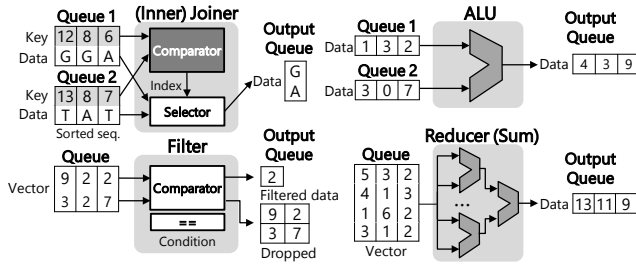 Queue 1
Key 12 8 6
Data G G A
Queue 2
Key 13 8 7
Data T A T
Sorted seq.
(Inner) Joiner
Comparator
Index
Selector
Output
Queue
Data G
A
ALU
Queue 1
Data 1 3 2
Queue 2
Data 3 0 7
Output
Queue
Data 4 3 9
Filter
Queue
Vector
9 2 2
3 2 7
Comparator
==
Condition
Output
Queue
2
Filtered data
9 2
3 7
Dropped
Reducer (Sum)
Queue
5 3 2
4 1 3
1 6 2
3 1 2
Vector
...
Output
Queue
Data 13 11 9